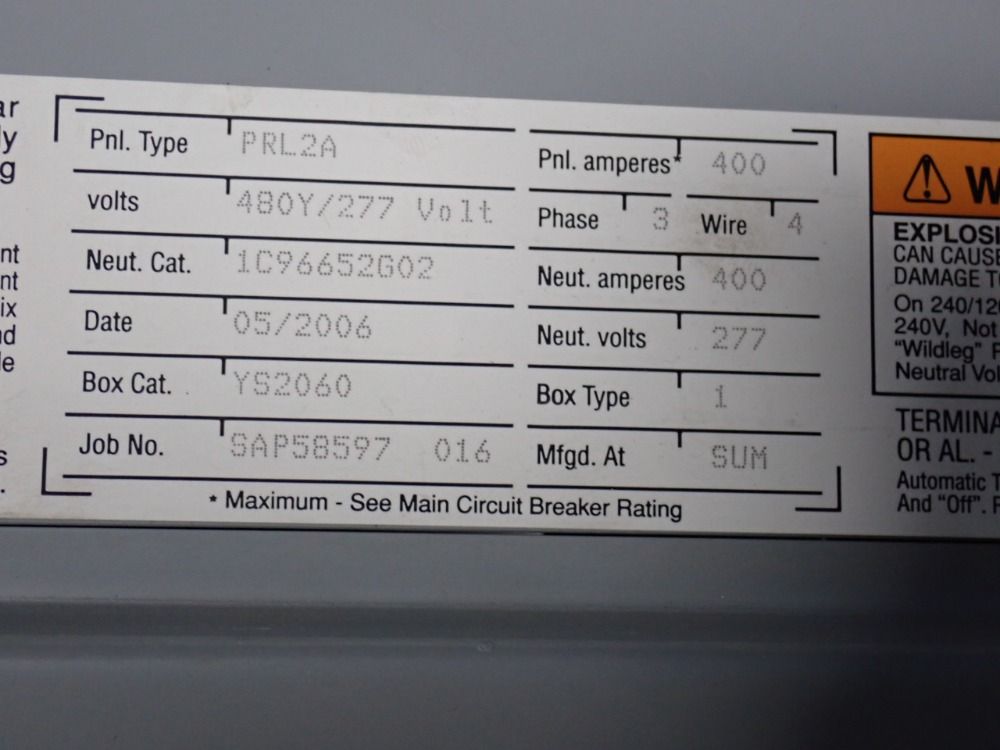 Pnl. Type PRL2A Pnl. amperes* 400
volts 480Y/277 Volt Phase 3 Wire 4
Neut. Cat. 1C96652G02 Neut. amperes 400
Date 05/2006 Neut. volts 277
Box Cat. YS2060 Box Type 1
Job No. SAP58597 016 Mfgd. At SUM
* Maximum - See Main Circuit Breaker Rating
CAN CAUSE
DAMAGE
On 240/12
240V, Not
"Wildleg"
Neutral
OR AL. -
Automatic
And "Off".